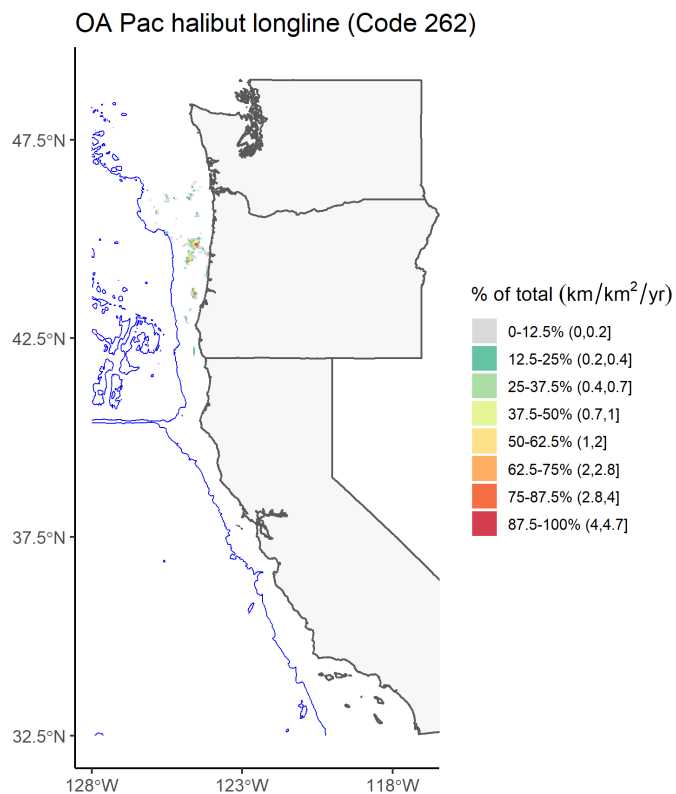 OA Pac halibut longline (Code 262)
47.5°N
42.5°N
37.5°N
32.5°N
128°W
123°W
118°W
% of total (km/km²/yr)
0-12.5% (0,0.2]
12.5-25% (0.2,0.4]
25-37.5% (0.4,0.7]
37.5-50% (0.7,1]
50-62.5% (1,2]
62.5-75% (2,2.8]
75-87.5% (2.8,4]
87.5-100% (4,4.7]